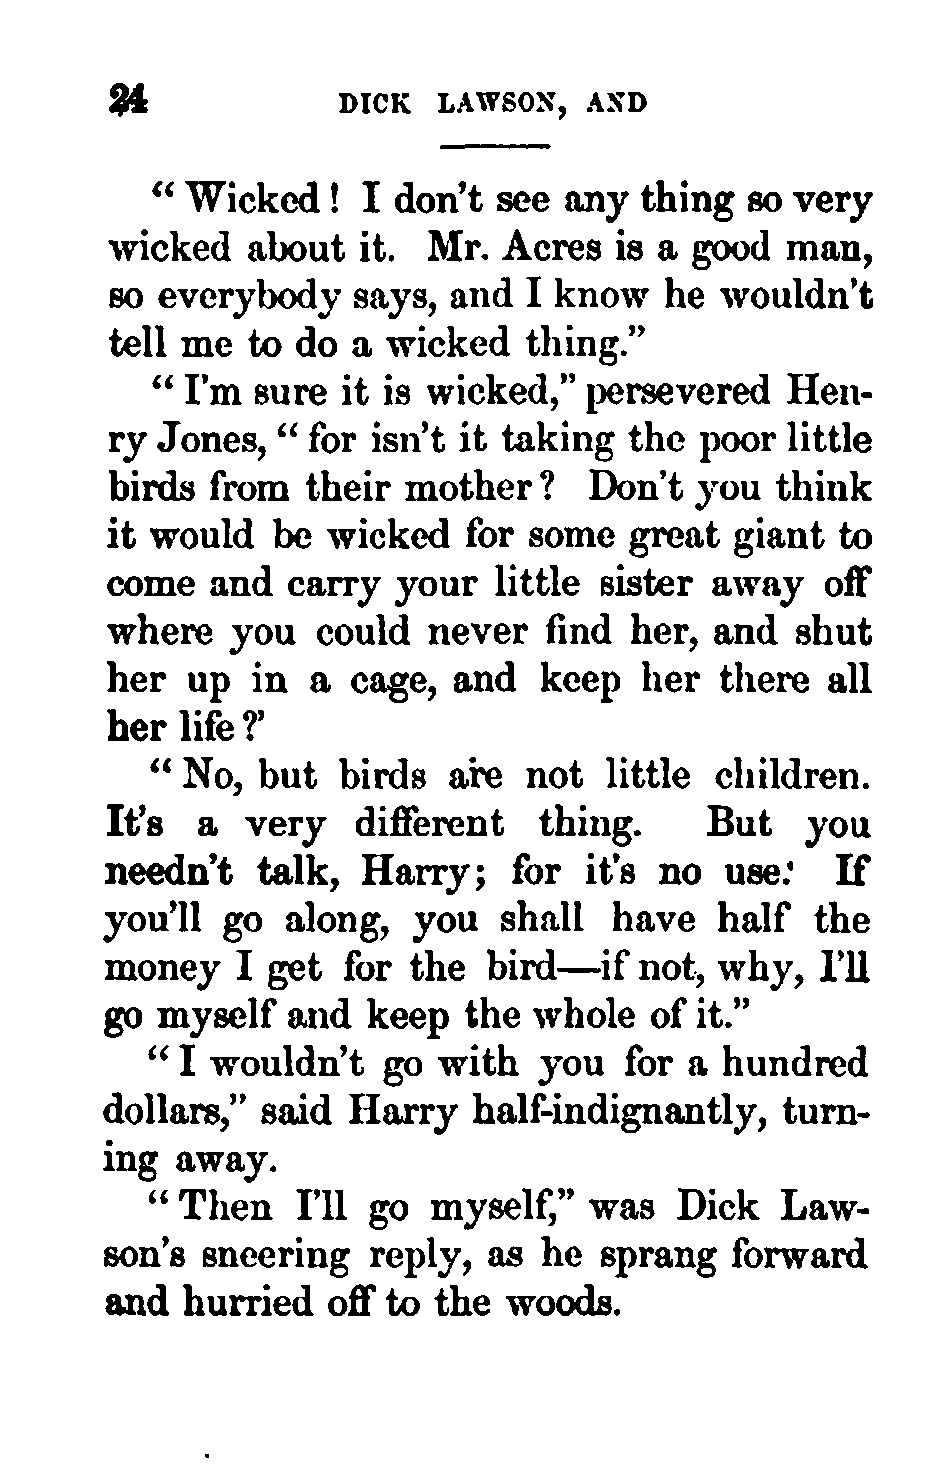 24 DICK LAWSON, AND
“ Wicked ! I don’t see any thing so very
wicked about it. Mr. Acres is a good man,
so everybody says, and I know he wouldn’t
tell me to do a wicked thing.”
“ I’m sure it is wicked,” persevered Hen-
ry Jones, “ for isn’t it taking the poor little
birds from their mother ? Don’t you think
it would be wicked for some great giant to
come and carry your little sister away off
where you could never find her, and shut
her up in a cage, and keep her there all
her life ?’
“ No, but birds are not little children.
It’s a very different thing. But you
needn’t talk, Harry; for it’s no use. If
you’ll go along, you shall have half the
money I get for the bird—if not, why, I’ll
go myself and keep the whole of it.”
“ I wouldn’t go with you for a hundred
dollars,” said Harry half-indignantly, turn-
ing away.
“ Then I’ll go myself,” was Dick Law-
son’s sneering reply, as he sprang forward
and hurried off to the woods.